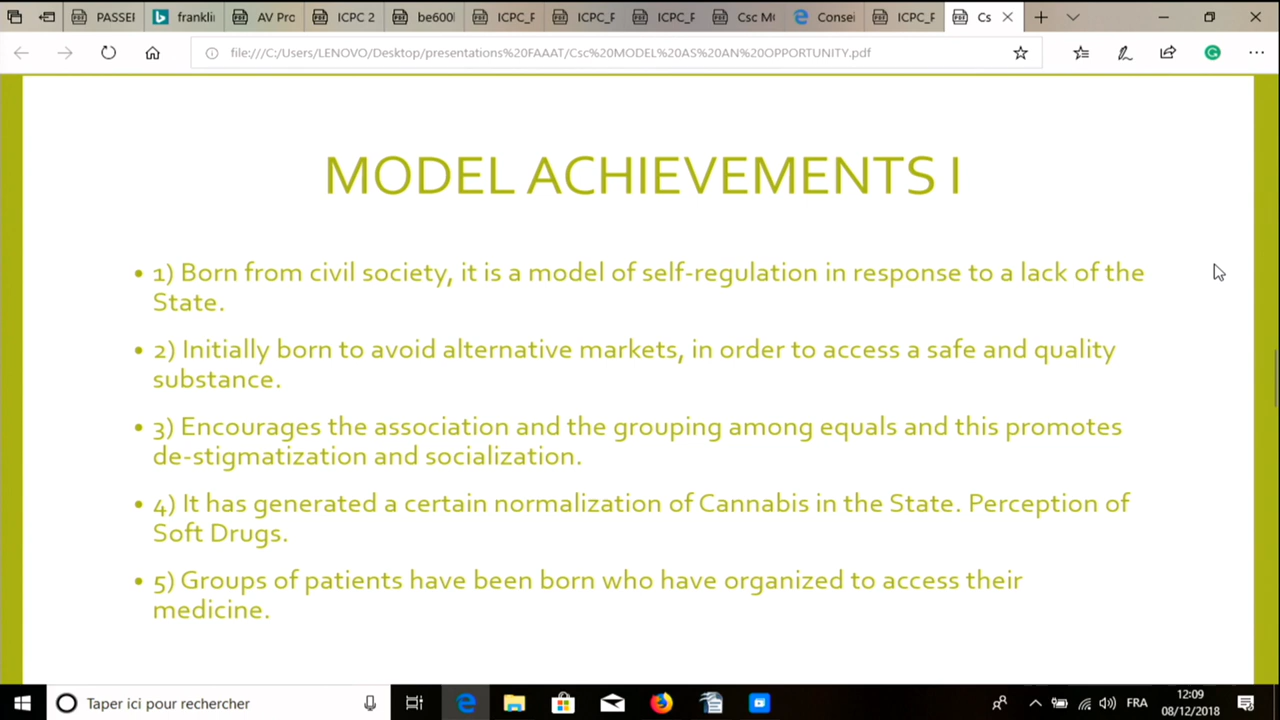 PASSEF
frankli
AV Pro
ICPC 2
be600
ICPC_F
ICPC_F
ICPC_F
Csc M
Consei
ICPC_F
Cs
file:///C:/Users/LENOVO/Desktop/presentations%20FAAAT/Csc%20MODEL%20AS%20AN%20OPPORTUNITY.pdf
MODEL ACHIEVEMENTS I
• 1) Born from civil society, it is a model of self-regulation in response to a lack of the
State.
• 2) Initially born to avoid alternative markets, in order to access a safe and quality
substance.
• 3) Encourages the association and the grouping among equals and this promotes
de-stigmatization and socialization.
• 4) It has generated a certain normalization of Cannabis in the State. Perception of
Soft Drugs.
• 5) Groups of patients have been born who have organized to access their
medicine.
Taper ici pour rechercher
FRA
12:09
08/12/2018